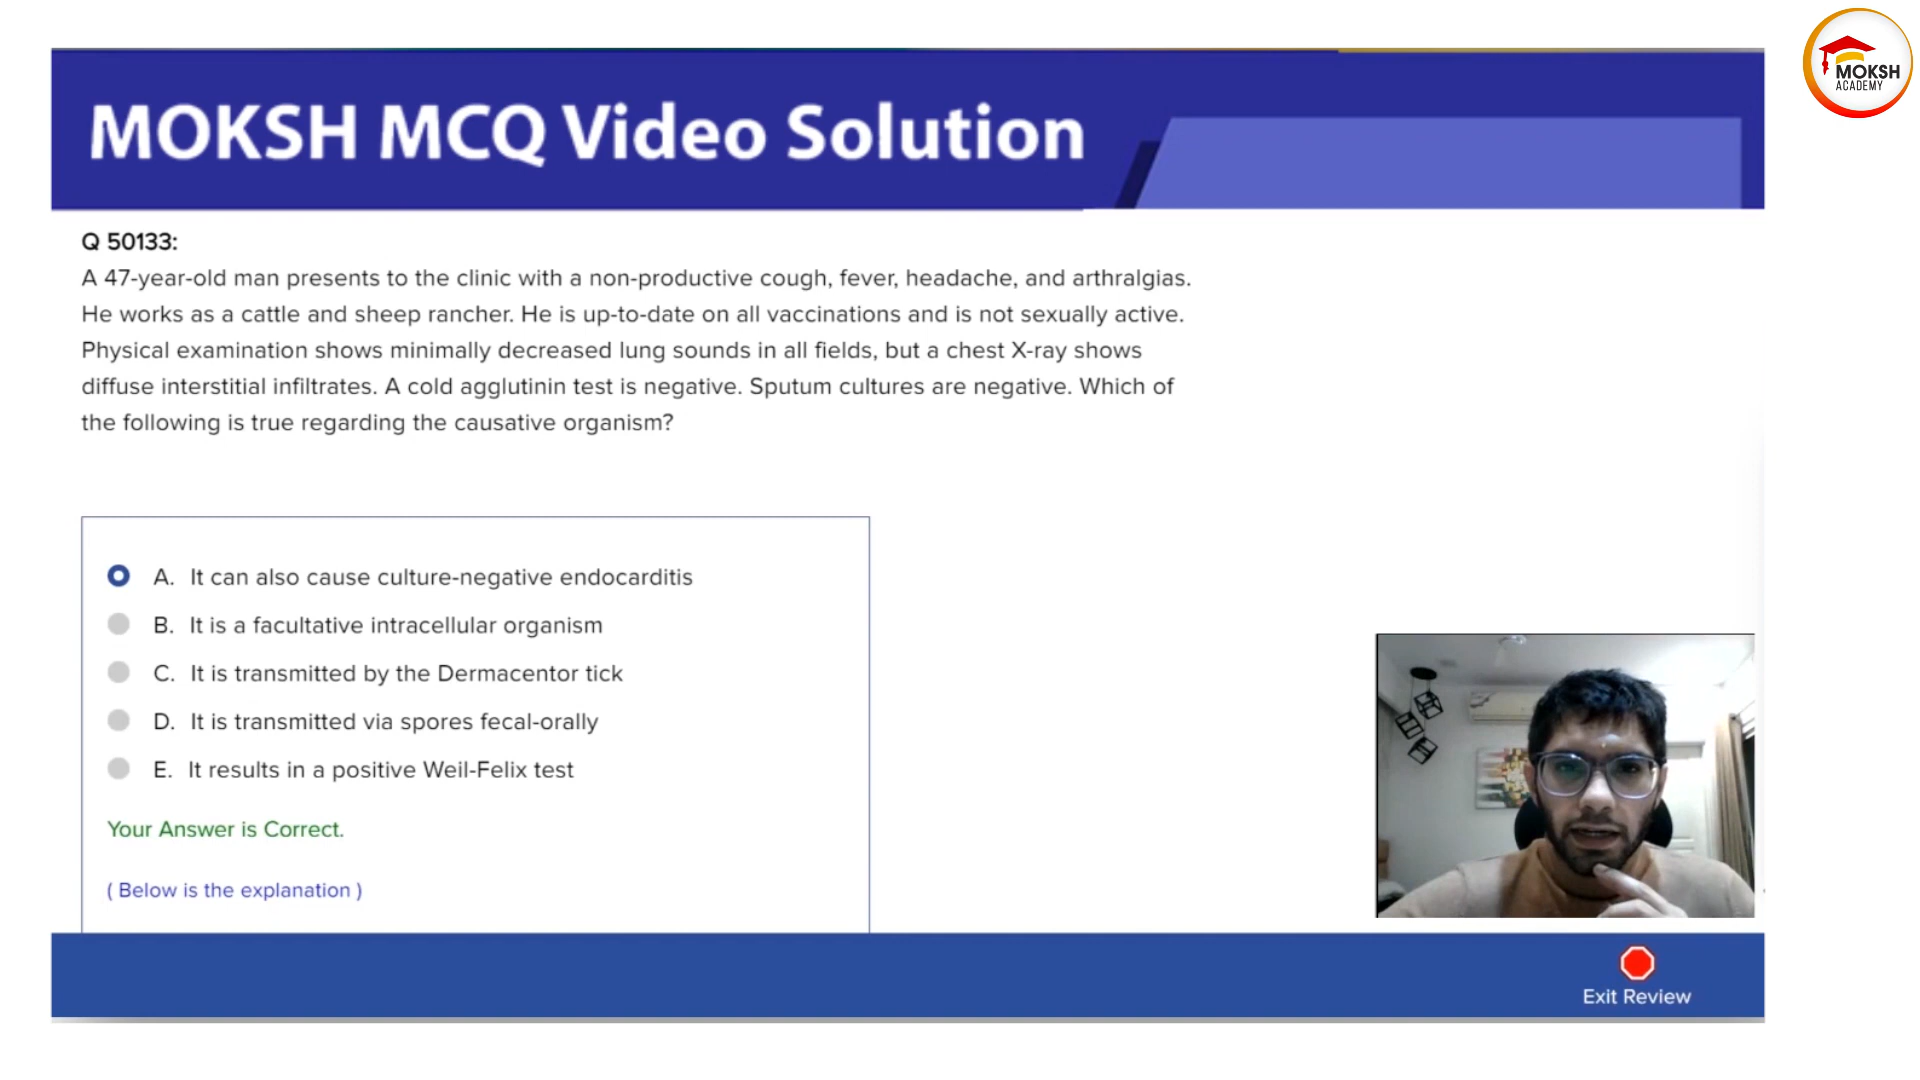 MOKSH
ACADEMY
MOKSH MCQ Video Solution
Q 50133:
A 47-year-old man presents to the clinic with a non-productive cough, fever, headache, and arthralgias.
He works as a cattle and sheep rancher. He is up-to-date on all vaccinations and is not sexually active.
Physical examination shows minimally decreased lung sounds in all fields, but a chest X-ray shows
diffuse interstitial infiltrates. A cold agglutinin test is negative. Sputum cultures are negative. Which of
the following is true regarding the causative organism?
A. It can also cause culture-negative endocarditis
B. It is a facultative intracellular organism
C. It is transmitted by the Dermacentor tick
D. It is transmitted via spores fecal-orally
E. It results in a positive Weil-Felix test
Your Answer is Correct.
( Below is the explanation )
Exit Review